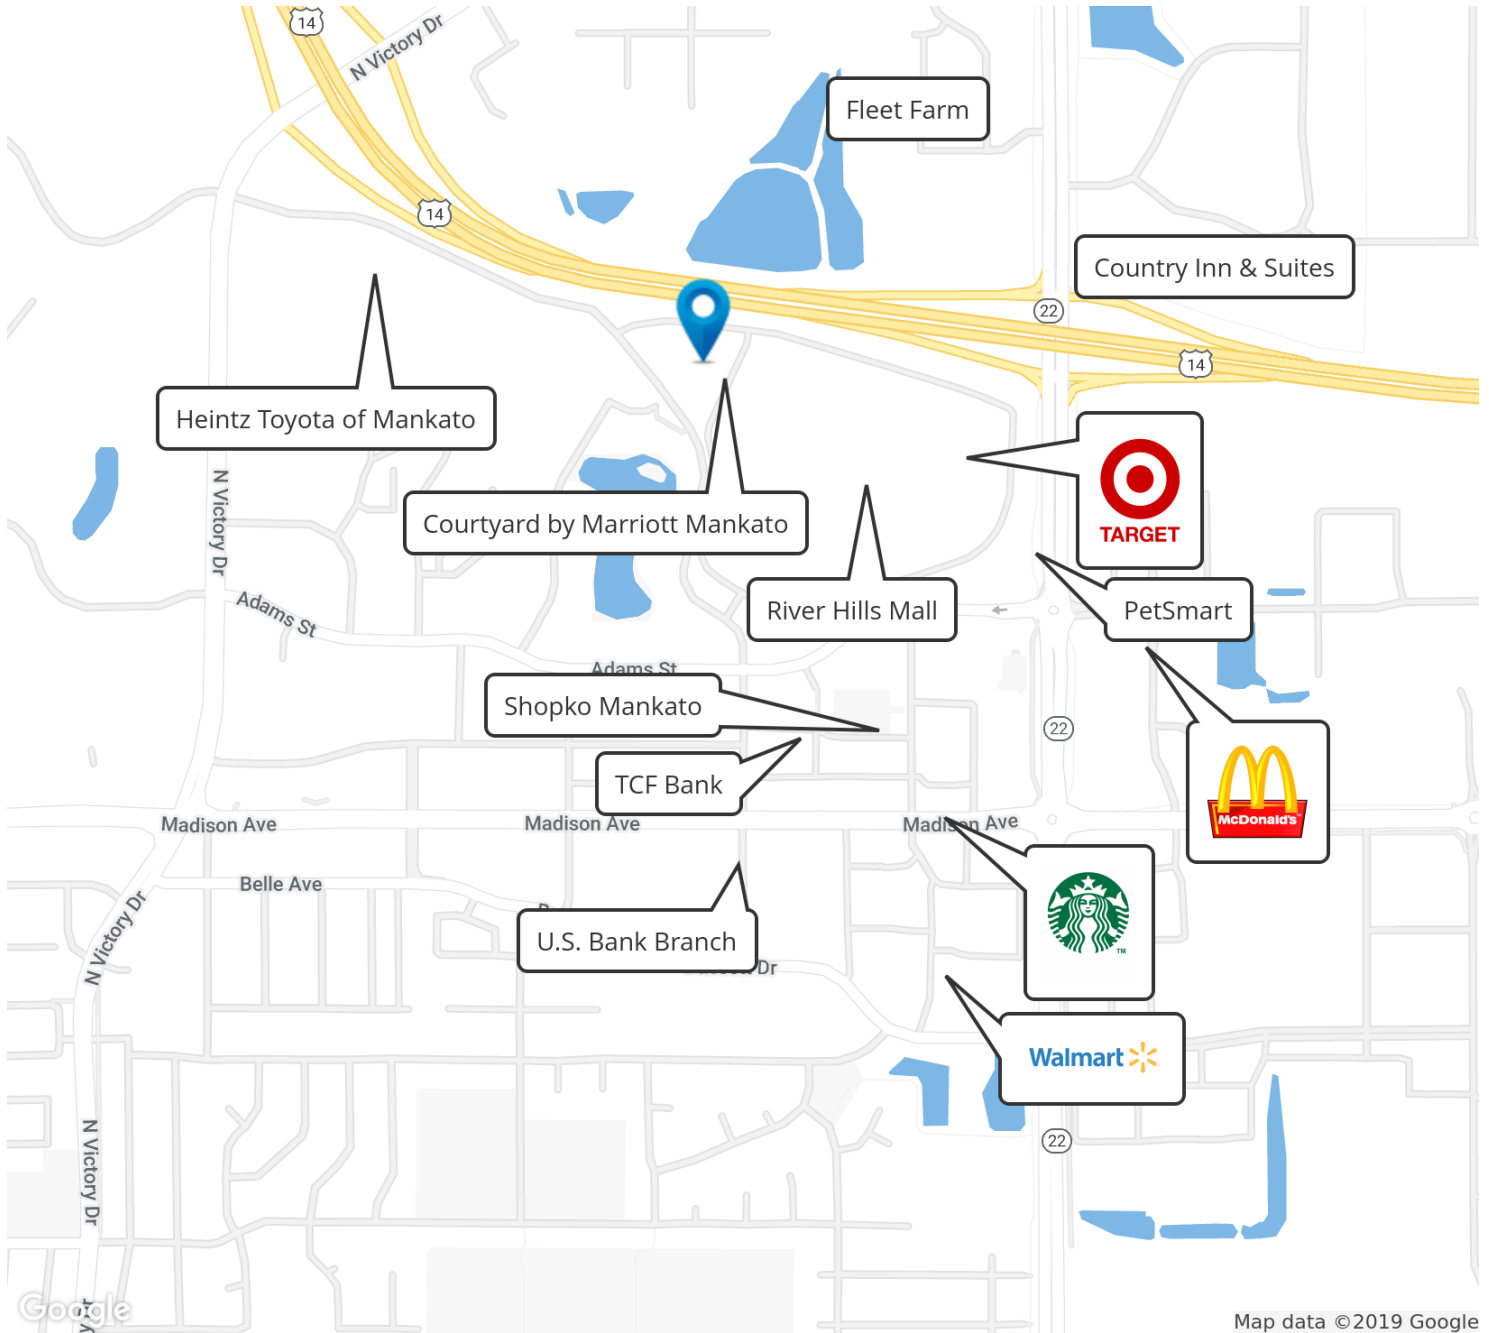 14
N Victory Dr
Fleet Farm
14
Country Inn & Suites
22
14
Heintz Toyota of Mankato
TARGET
N Victory Dr
Courtyard by Marriott Mankato
Adams St
River Hills Mall
PetSmart
Adams St
Shopko Mankato
22
TCF Bank
McDonald's
Madison Ave
Madison Ave
Madison Ave
Belle Ave
N Victory Dr
U.S. Bank Branch
Dr
TM
Walmart
N Victory Dr
22
Google
Map data ©2019 Google